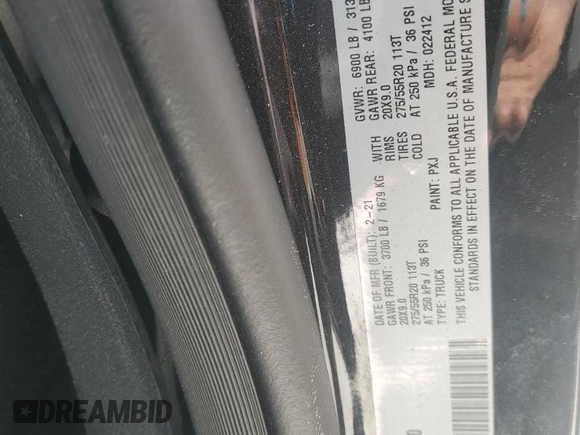 GVWR: 6900 LB / 313
GAWR REAR: 4100 LB
WITH 20X9.0
RIMS 275/55R20 113T
TIRES AT 250 kPa / 36 PSI
COLD
MDH: 022412
DATE OF MFR (BUILT): 2-21
GAWR FRONT: 3700 LB / 1679 KG
20X9.0
275/55R20 113T
AT 250 kPa / 36 PSI
TYPE: TRUCK
PAINT: PXJ
THIS VEHICLE CONFORMS TO ALL APPLICABLE U.S.A. FEDERAL MO
STANDARDS IN EFFECT ON THE DATE OF MANUFACTURE S
DREAMBID